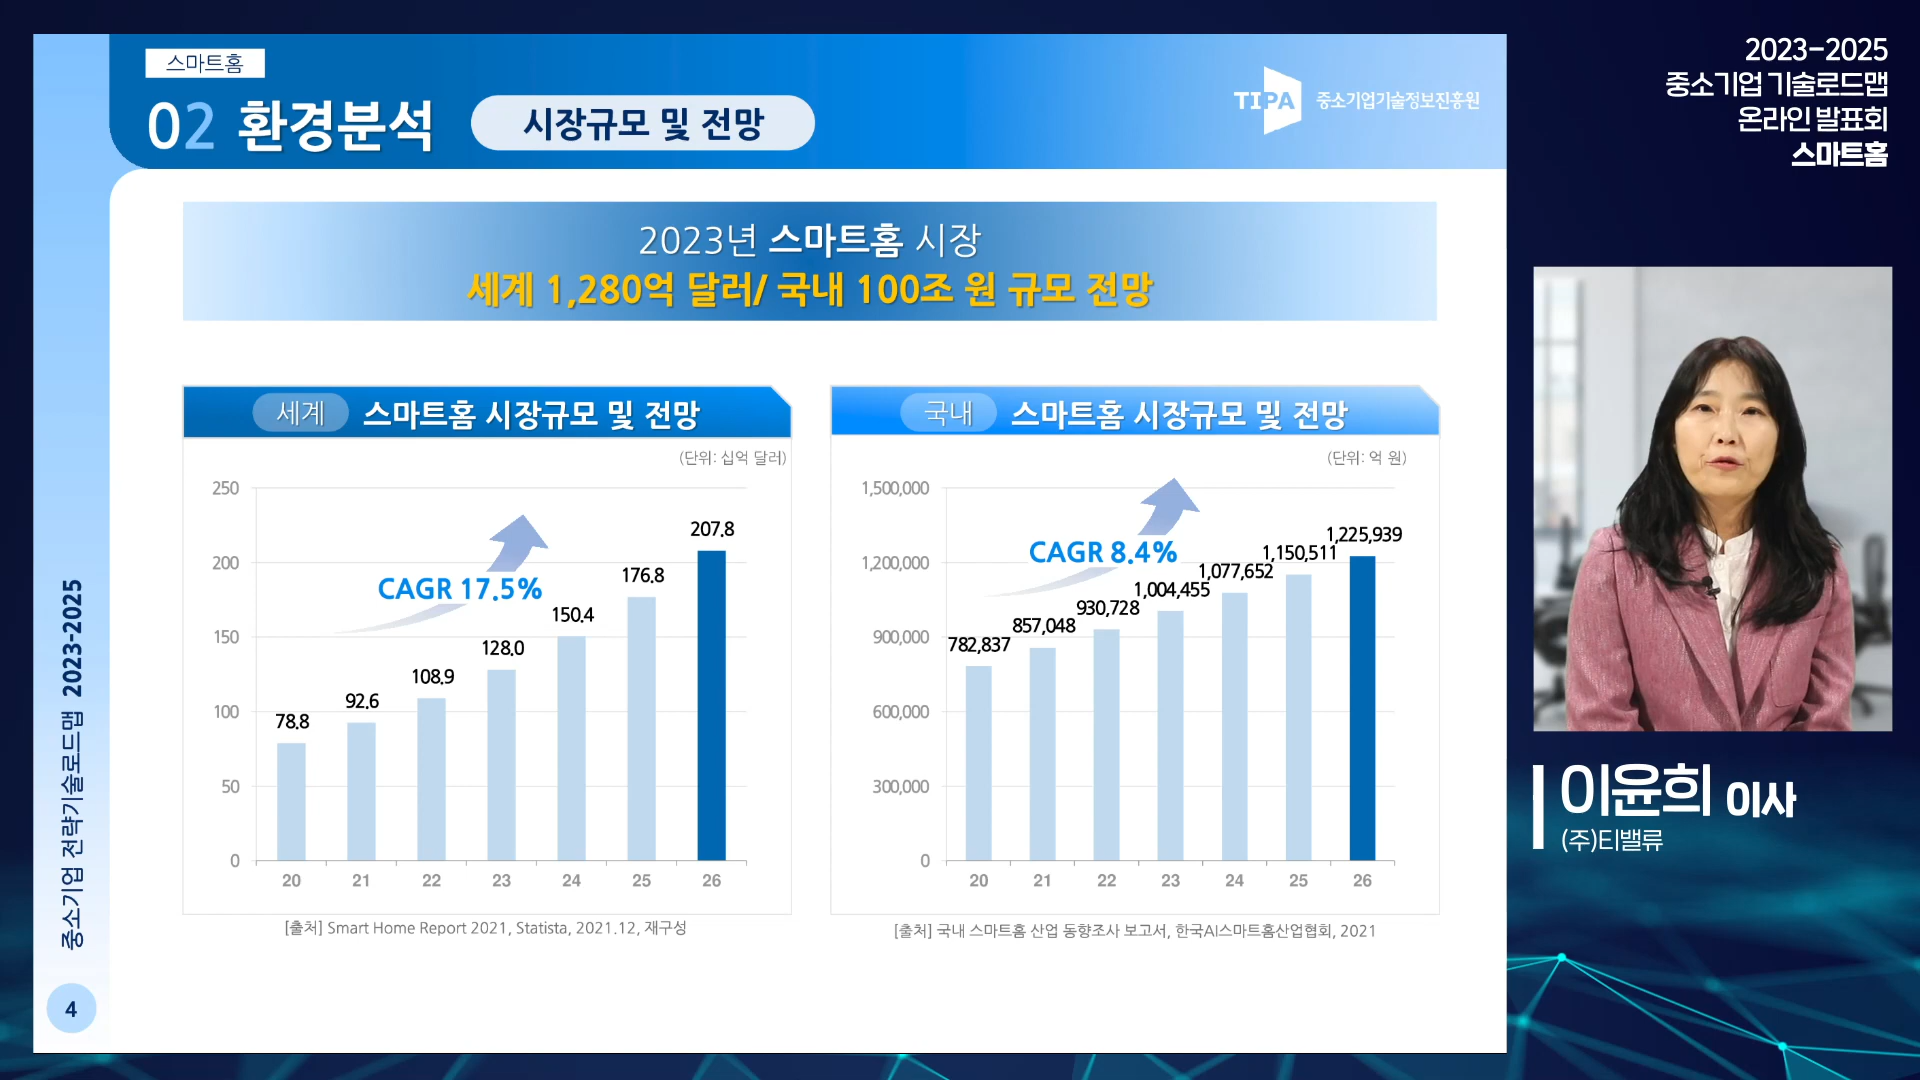 스마트홈
02 환경분석
시장규모 및 전망
TIPA 중소기업기술정보진흥원
2023년 스마트홈 시장
세계 1,280억 달러/ 국내 100조 원 규모 전망
세계 스마트홈 시장규모 및 전망
(단위: 십억 달러)
250
200
150
100
50
0
CAGR 17.5%
78.8
92.6
108.9
128.0
150.4
176.8
207.8
20
21
22
23
24
25
26
[출처] Smart Home Report 2021, Statista, 2021.12, 재구성
국내 스마트홈 시장규모 및 전망
(단위: 억 원)
1,500,000
1,200,000
900,000
600,000
300,000
0
CAGR 8.4%
782,837
857,048
930,728
1,004,455
1,077,652
1,150,511
1,225,939
20
21
22
23
24
25
26
[출처] 국내 스마트홈 산업 동향조사 보고서, 한국AI스마트홈산업협회, 2021
중소기업 전략기술로드맵 2023-2025
4
2023-2025
중소기업 기술로드맵
온라인 발표회
스마트홈
이윤희 이사
(주)티밸류